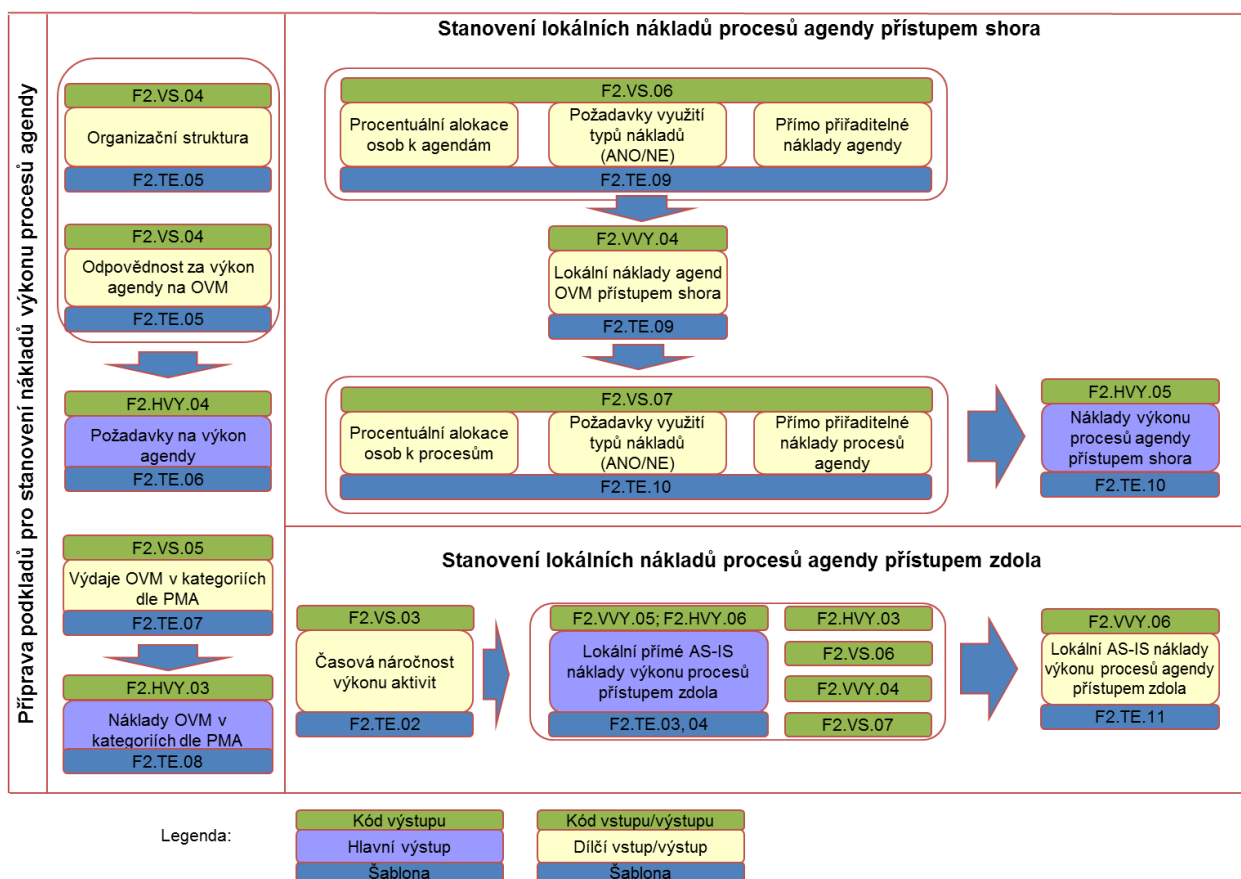 Příprava podkladů pro stanovení nákladů výkonu procesů agendy
F2.VS.04
Organizační struktura
F2.TE.05
F2.VS.04
Odpovědnost za výkon
agendy na OVM
F2.TE.05
F2.HVY.04
Požadavky na výkon
agendy
F2.TE.06
F2.VS.05
Výdaje OVM v kategoriích
dle PMA
F2.TE.07
F2.HVY.03
Náklady OVM v
kategoriích dle PMA
F2.TE.08
Stanovení lokálních nákladů procesů agendy přístupem shora
F2.VS.06
Procentuální alokace
osob k agendám
Požadavky využití
typů nákladů
(ANO/NE)
Přímo přiřaditelné
náklady agendy
F2.TE.09
F2.VVY.04
Lokální náklady agend
OVM přístupem shora
F2.TE.09
F2.VS.07
Procentuální alokace
osob k procesům
Požadavky využití
typů nákladů
(ANO/NE)
Přímo přiřaditelné
náklady procesů
agendy
F2.TE.10
F2.HVY.05
Náklady výkonu
procesů agendy
přístupem shora
F2.TE.10
Stanovení lokálních nákladů procesů agendy přístupem zdola
F2.VS.03
Časová náročnost
výkonu aktivit
F2.TE.02
F2.VVY.05; F2.HVY.06
Lokální přímé AS-IS
náklady výkonu procesů
přístupem zdola
F2.TE.03, 04
F2.HVY.03
F2.VS.06
F2.VVY.04
F2.VS.07
F2.VVY.06
Lokální AS-IS náklady
výkonu procesů agendy
přístupem zdola
F2.TE.11
Legenda:
Kód výstupu
Hlavní výstup
Šablona
Kód vstupu/výstupu
Dílčí vstup/výstup
Šablona